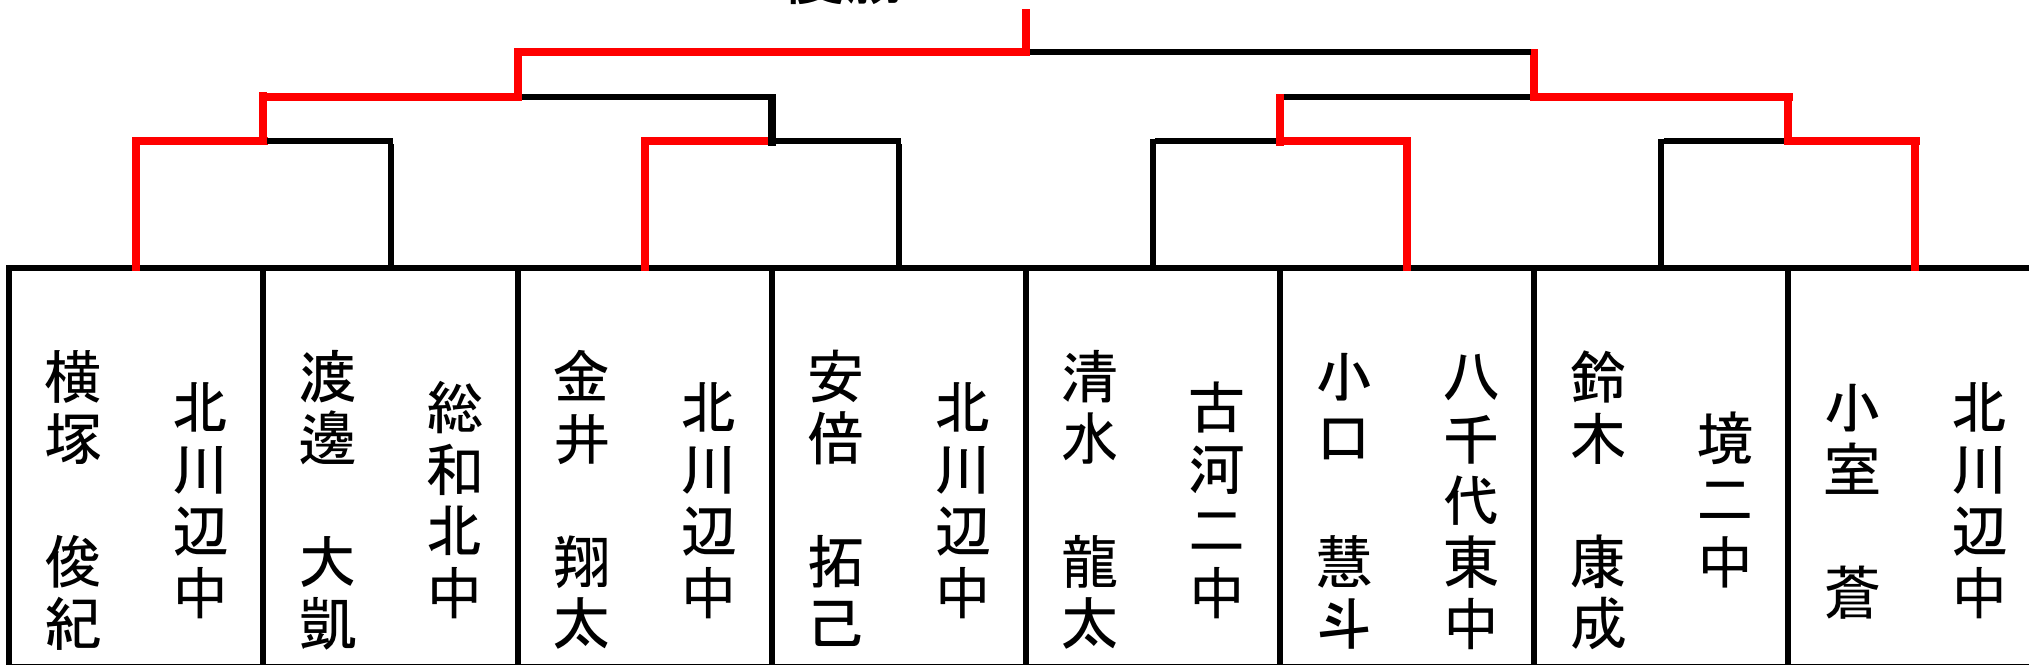 横塚 俊紀
北川辺中
渡邊 大凱
総和北中
金井 翔太
北川辺中
安倍 拓己
北川辺中
清水 龍太
古河二中
小口 慧斗
八千代東中
鈴木 康成
境二中
小室 蒼
北川辺中